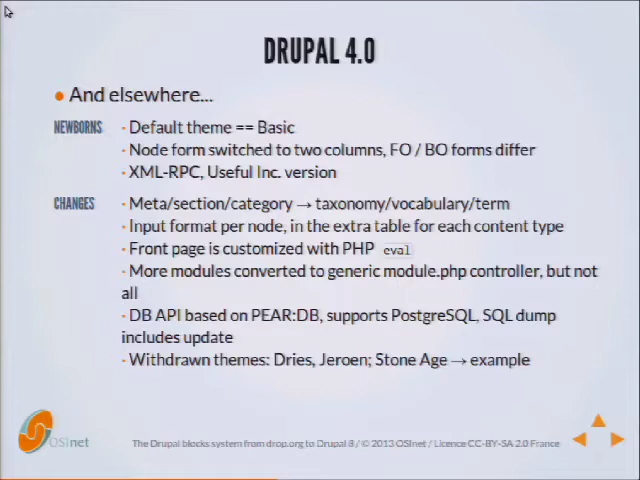 DRUPAL 4.0
And elsewhere...
NEWBORNS
Default theme == Basic
Node form switched to two columns, FO / BO forms differ
XML-RPC, Useful Inc. version
CHANGES
Meta/section/category → taxonomy/vocabulary/term
Input format per node, in the extra table for each content type
Front page is customized with PHP eval
More modules converted to generic module.php controller, but not
all
DB API based on PEAR:DB, supports PostgreSQL, SQL dump
includes update
Withdrawn themes: Dries, Jeroen; Stone Age → example
OSInet
The Drupal blocks system from drop.org to Drupal 8 / © 2013 OSInet / Licence CC-BY-SA 2.0 France